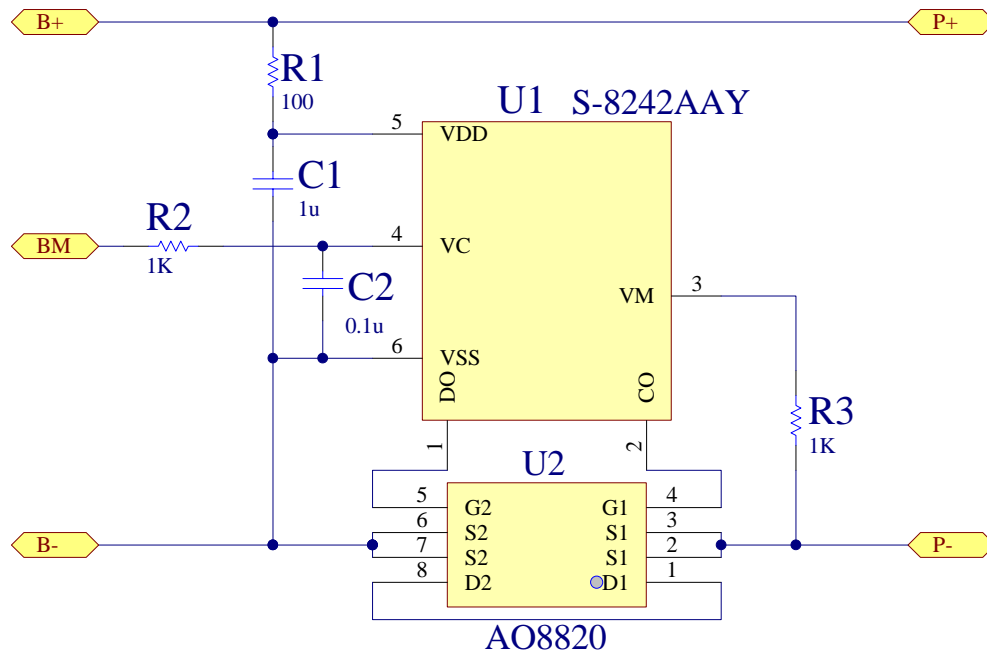 B+
P+
R1
100
U1 S-8242AAY
5
VDD
C1
1u
R2
BM
1K
4
VC
C2
0.1u
3
VM
6
VSS
DO
CO
R3
1K
1
2
U2
5
G2
G1
4
6
S2
S1
3
B-
7
S2
S1
2
P-
8
D2
D1
1
AO8820